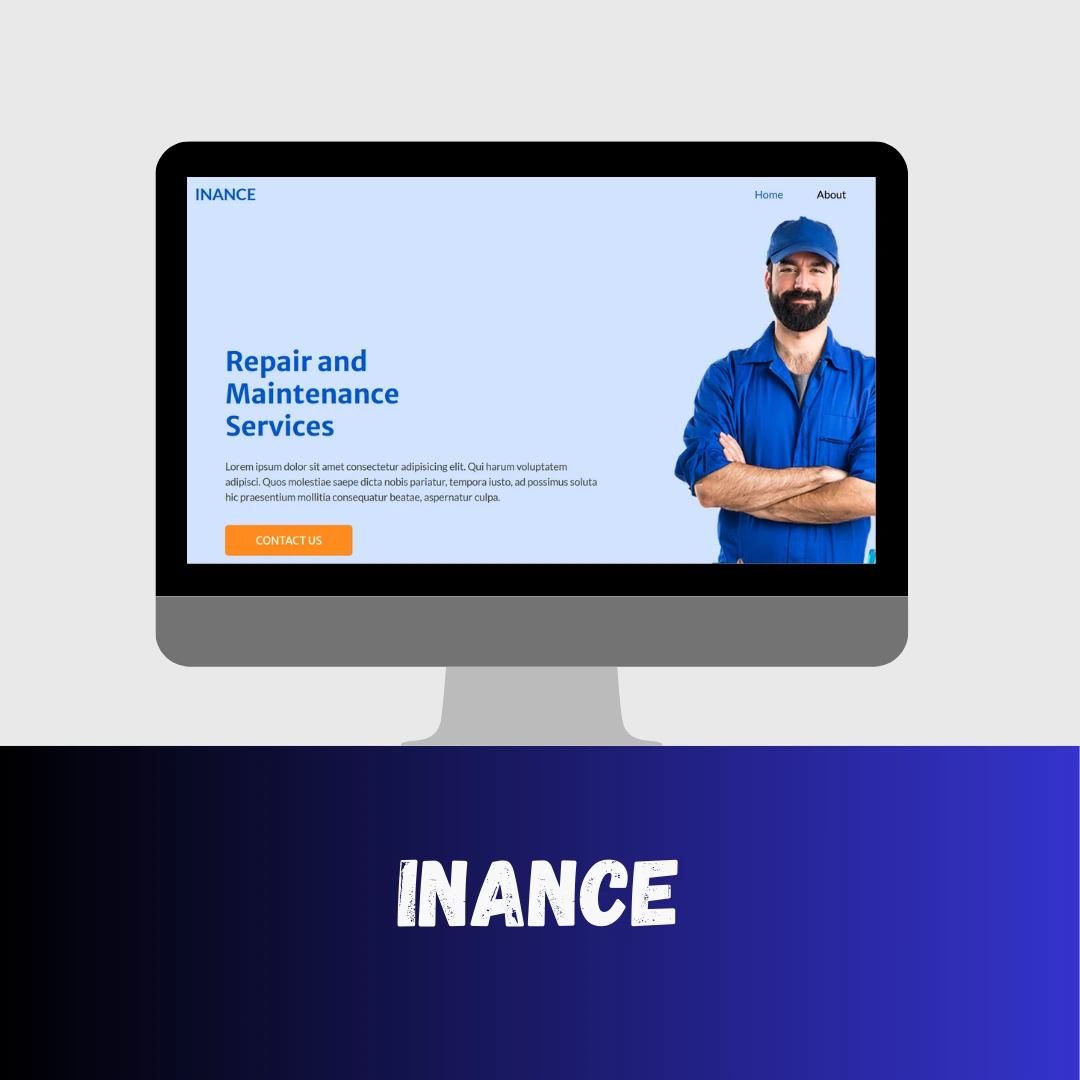 INANCE
Home About
Repair and
Maintenance
Services
Lorem ipsum dolor sit amet consectetur adipisicing elit. Qui harum voluptatem
adipisci. Quos molestiae saepe dicta nobis pariatur, tempora iusto, ad possimus soluta
hic praesentium mollitia consequatur beatae, aspernatur culpa.
CONTACT US
INANCE